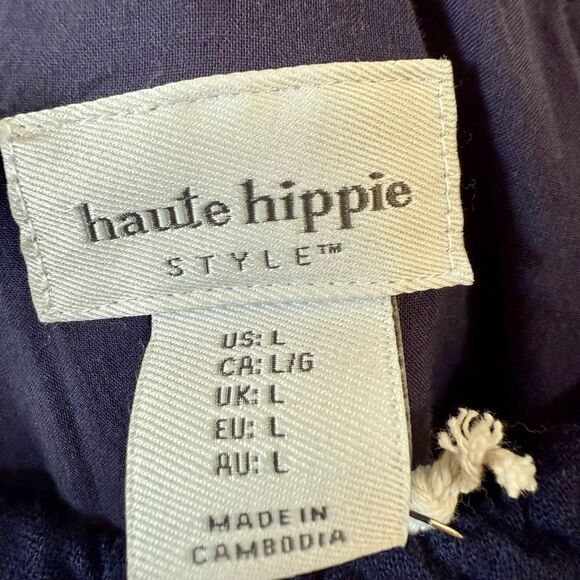 haute hippie
STYLE™
US: L
CA: L/G
UK: L
EU: L
AU: L
MADE IN
CAMBODIA